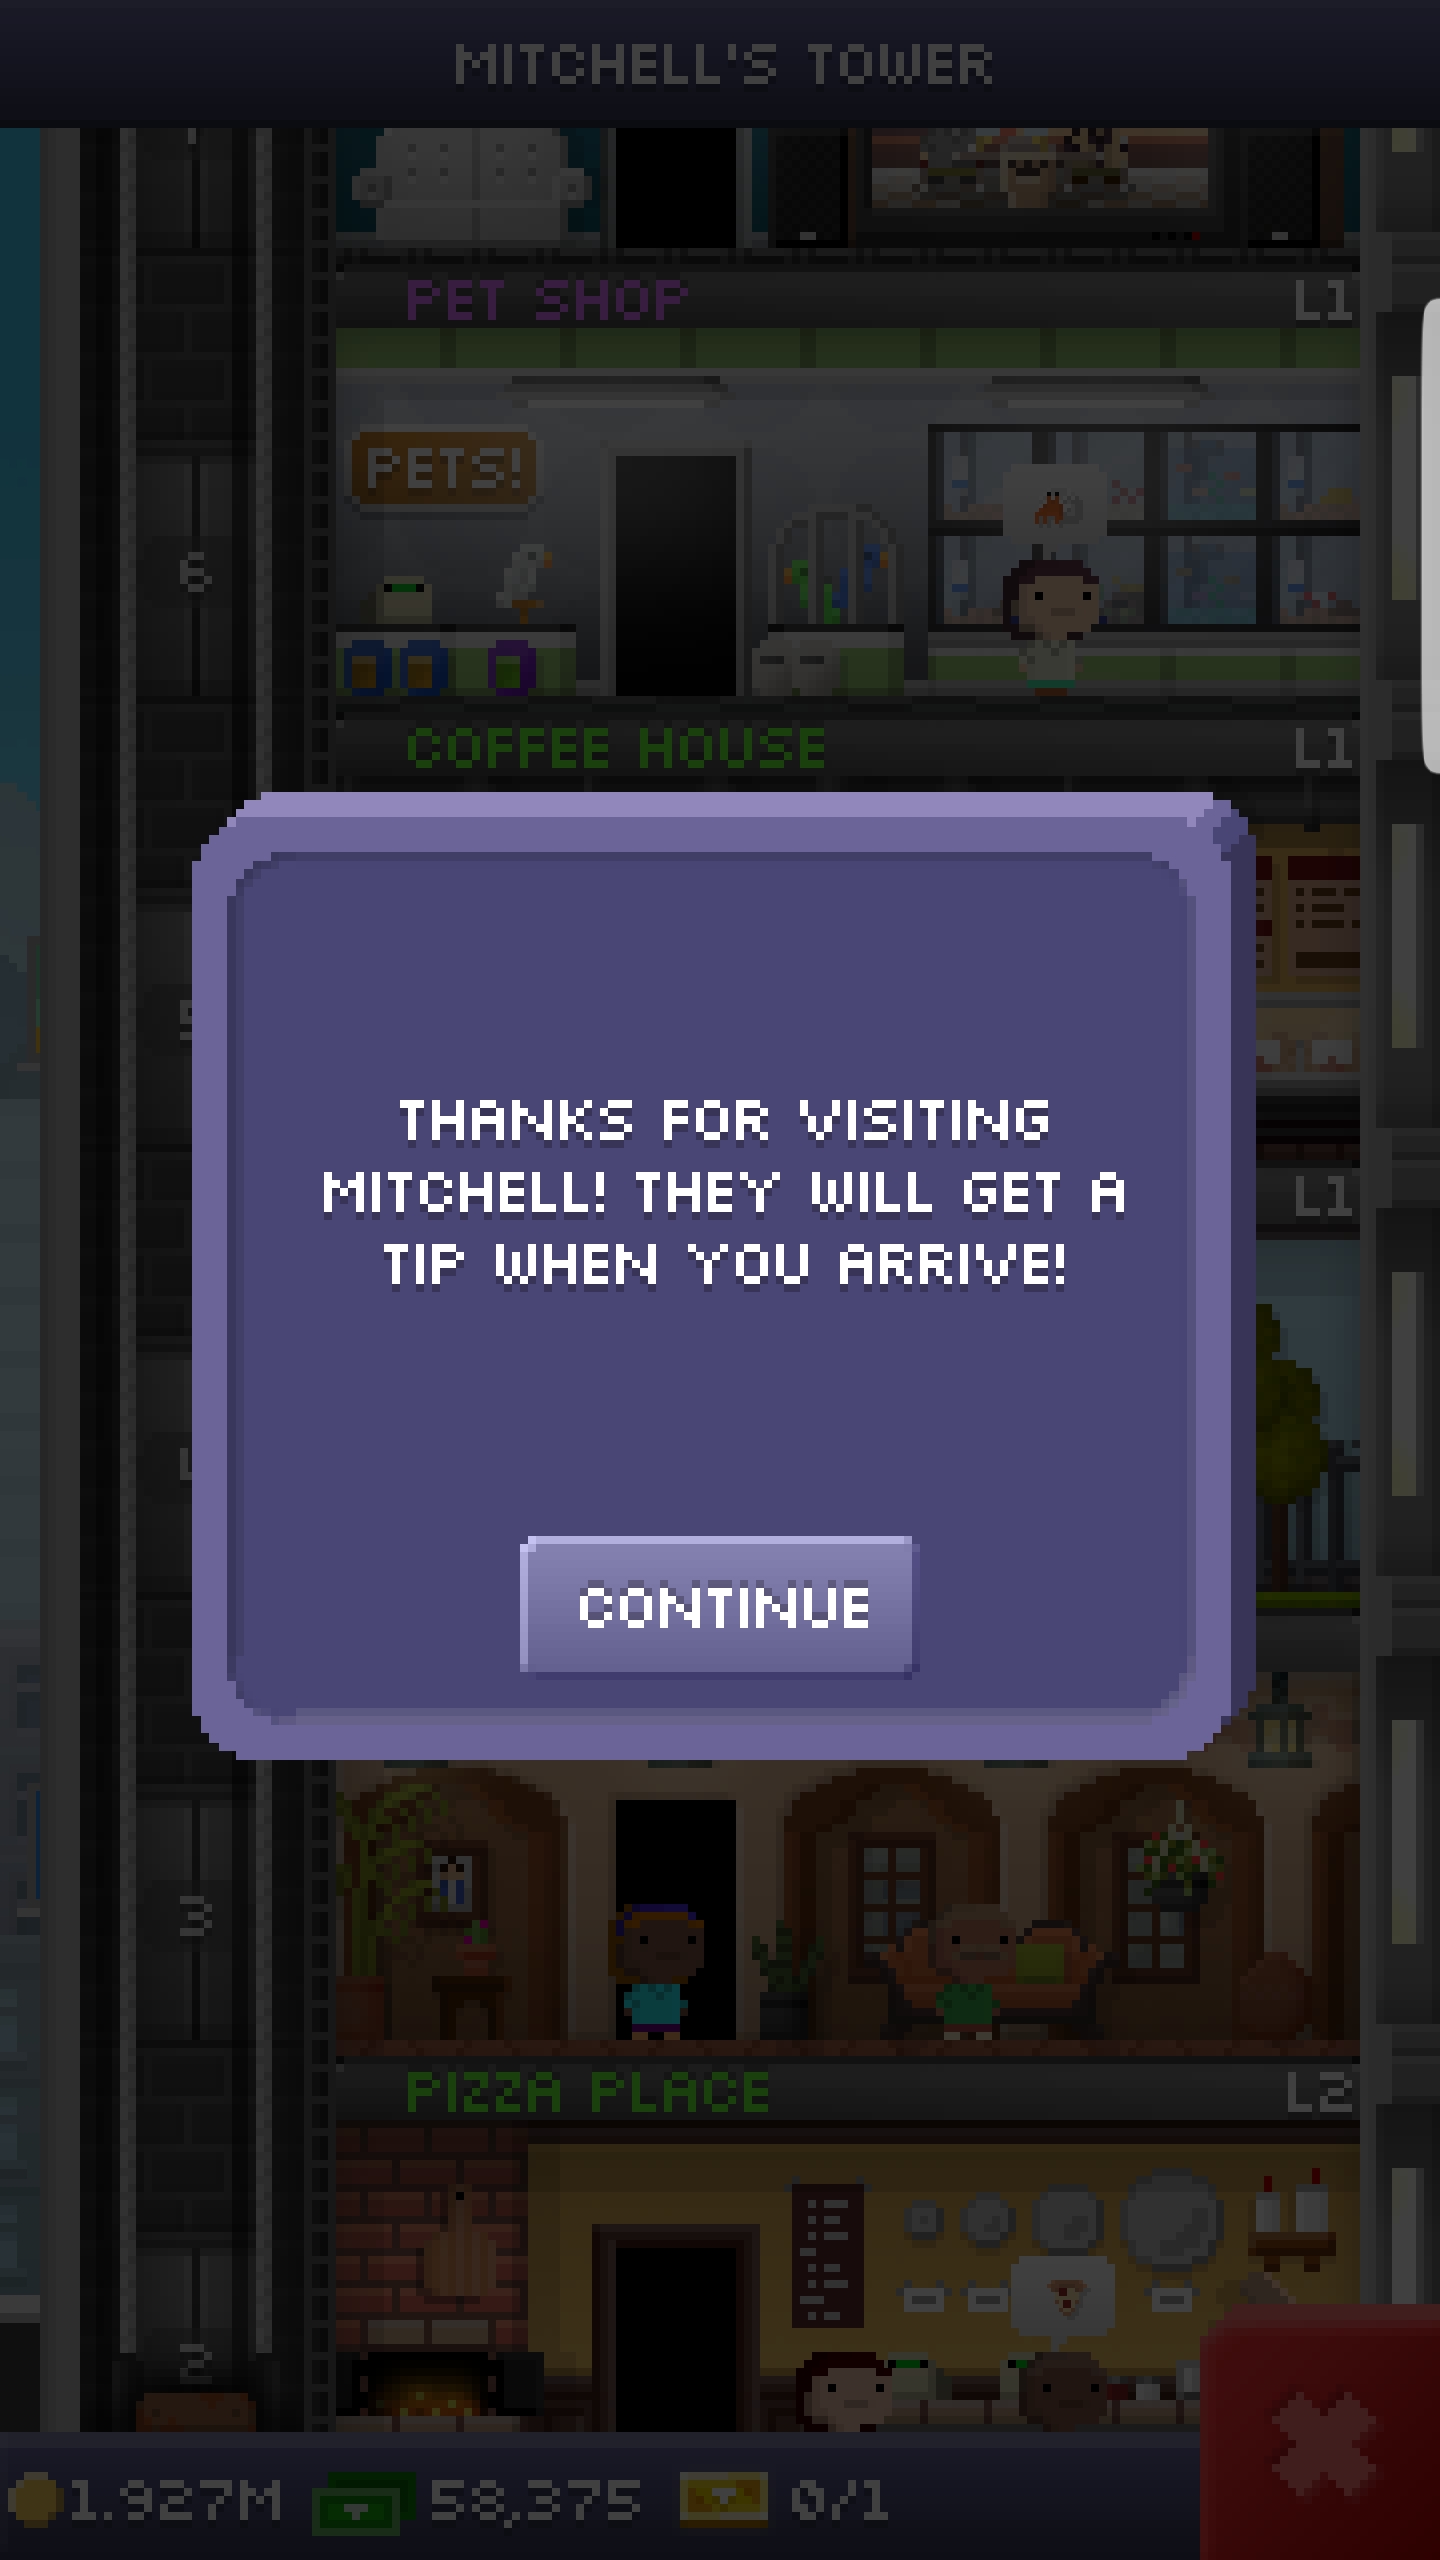 MITCHELL'S TOWER
PET SHOP L1
PETS!
6
COFFEE HOUSE L1
5
L1
THANKS FOR VISITING
MITCHELL! THEY WILL GET A
TIP WHEN YOU ARRIVE!
CONTINUE
3
PIZZA PLACE L2
2
1.927M 58,375 0/1